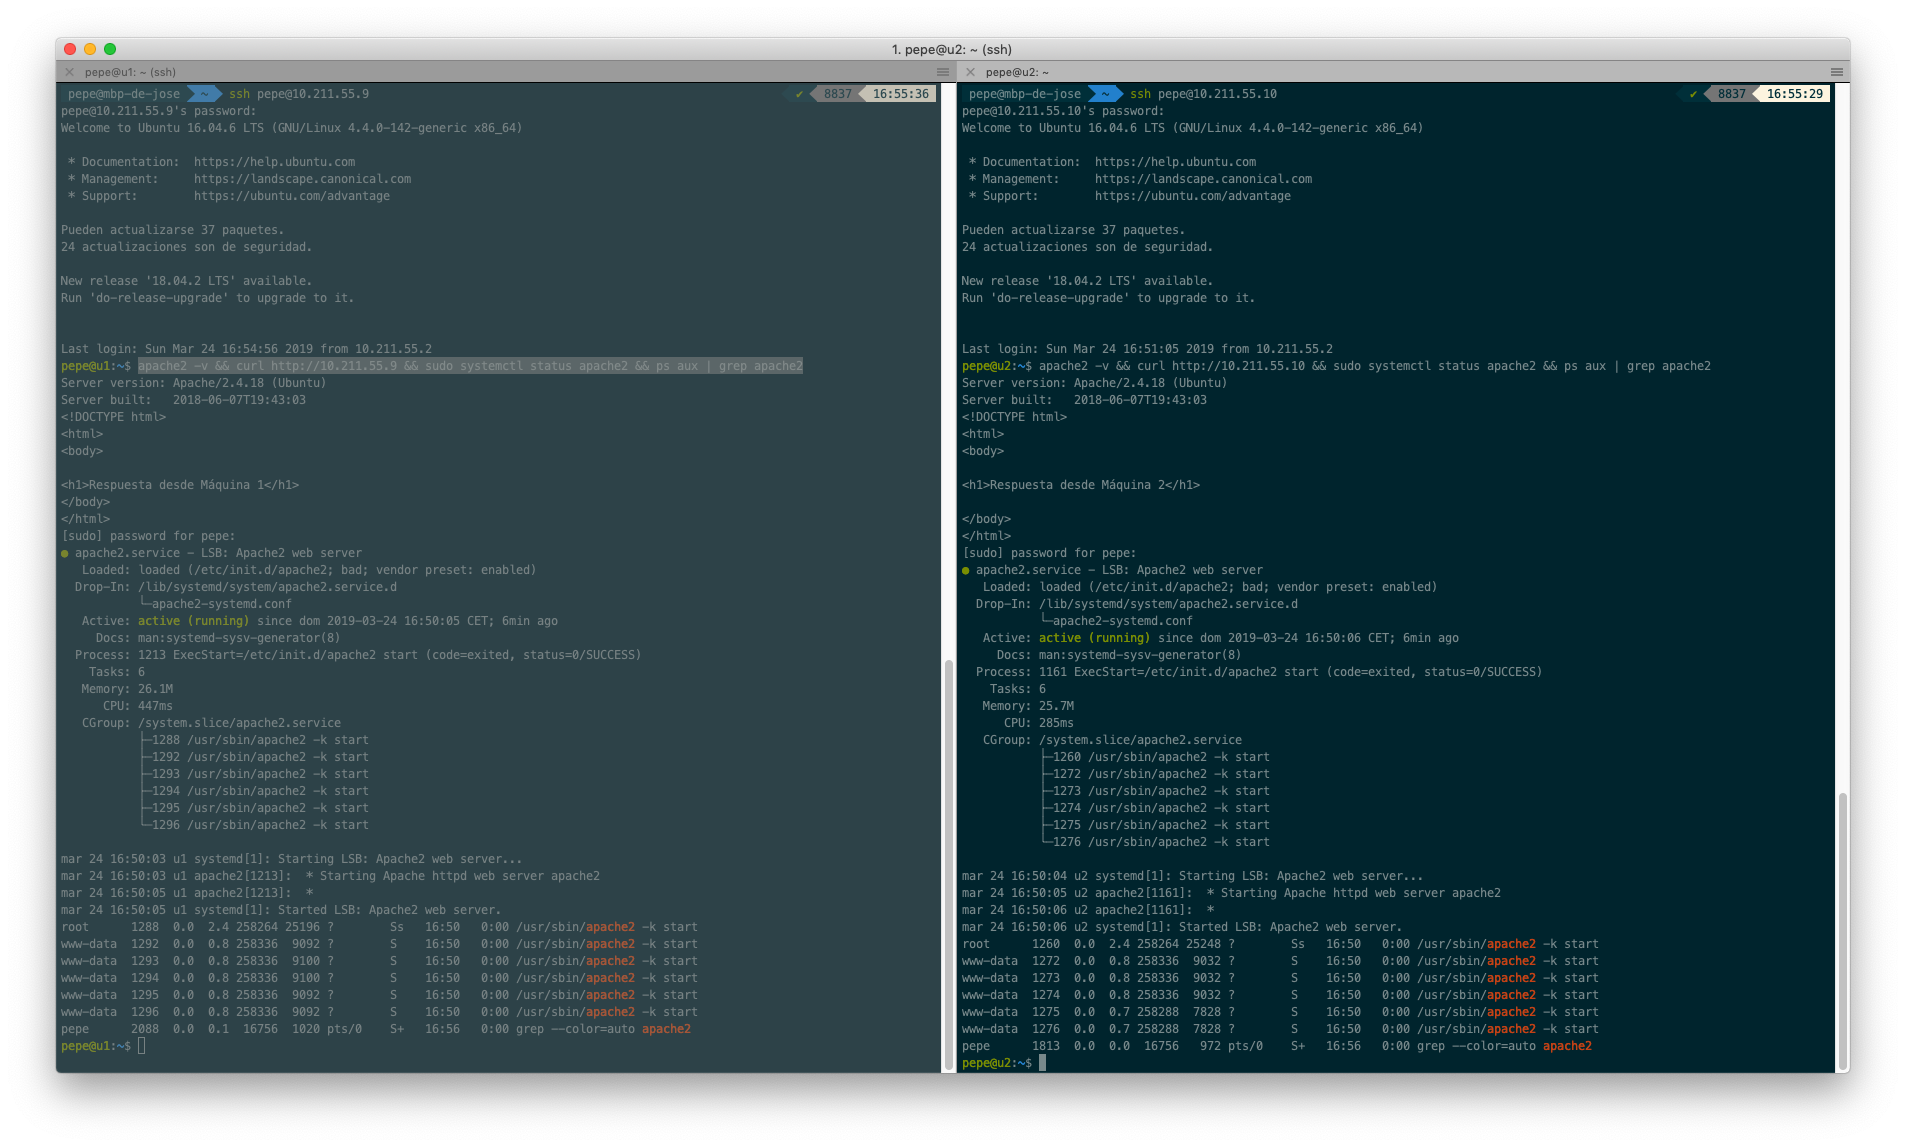 1. pepe@u2: ~ (ssh)
pepe@u1: ~ (ssh)
pepe@mbp-de-jose ~ ssh pepe@10.211.55.9 ✔ 8837 16:55:36
pepe@10.211.55.9's password:
Welcome to Ubuntu 16.04.6 LTS (GNU/Linux 4.4.0-142-generic x86_64)
* Documentation: https://help.ubuntu.com
* Management: https://landscape.canonical.com
* Support: https://ubuntu.com/advantage
Pueden actualizarse 37 paquetes.
24 actualizaciones son de seguridad.
New release '18.04.2 LTS' available.
Run 'do-release-upgrade' to upgrade to it.
Last login: Sun Mar 24 16:54:56 2019 from 10.211.55.2
pepe@u1:~$ apache2 -v && curl http://10.211.55.9 && sudo systemctl status apache2 && ps aux | grep apache2
Server version: Apache/2.4.18 (Ubuntu)
Server built: 2018-06-07T19:43:03
<!DOCTYPE html>
<html>
<body>
<h1>Respuesta desde Máquina 1</h1>
</body>
</html>
[sudo] password for pepe:
● apache2.service - LSB: Apache2 web server
Loaded: loaded (/etc/init.d/apache2; bad; vendor preset: enabled)
Drop-In: /lib/systemd/system/apache2.service.d
└─apache2-systemd.conf
Active: active (running) since dom 2019-03-24 16:50:05 CET; 6min ago
Docs: man:systemd-sysv-generator(8)
Process: 1213 ExecStart=/etc/init.d/apache2 start (code=exited, status=0/SUCCESS)
Tasks: 6
Memory: 26.1M
CPU: 447ms
CGroup: /system.slice/apache2.service
├─1288 /usr/sbin/apache2 -k start
├─1292 /usr/sbin/apache2 -k start
├─1293 /usr/sbin/apache2 -k start
├─1294 /usr/sbin/apache2 -k start
├─1295 /usr/sbin/apache2 -k start
└─1296 /usr/sbin/apache2 -k start
mar 24 16:50:03 u1 systemd[1]: Starting LSB: Apache2 web server...
mar 24 16:50:03 u1 apache2[1213]: * Starting Apache httpd web server apache2
mar 24 16:50:05 u1 apache2[1213]: *
mar 24 16:50:05 u1 systemd[1]: Started LSB: Apache2 web server.
root 1288 0.0 2.4 258264 25196 ? Ss 16:50 0:00 /usr/sbin/apache2 -k start
www-data 1292 0.0 0.8 258336 9092 ? S 16:50 0:00 /usr/sbin/apache2 -k start
www-data 1293 0.0 0.8 258336 9100 ? S 16:50 0:00 /usr/sbin/apache2 -k start
www-data 1294 0.0 0.8 258336 9100 ? S 16:50 0:00 /usr/sbin/apache2 -k start
www-data 1295 0.0 0.8 258336 9092 ? S 16:50 0:00 /usr/sbin/apache2 -k start
www-data 1296 0.0 0.8 258336 9092 ? S 16:50 0:00 /usr/sbin/apache2 -k start
pepe 2088 0.0 0.1 16756 1020 pts/0 S+ 16:56 0:00 grep --color=auto apache2
pepe@u1:~$
pepe@u2: ~
pepe@mbp-de-jose ~ ssh pepe@10.211.55.10 ✔ 8837 16:55:29
pepe@10.211.55.10's password:
Welcome to Ubuntu 16.04.6 LTS (GNU/Linux 4.4.0-142-generic x86_64)
* Documentation: https://help.ubuntu.com
* Management: https://landscape.canonical.com
* Support: https://ubuntu.com/advantage
Pueden actualizarse 37 paquetes.
24 actualizaciones son de seguridad.
New release '18.04.2 LTS' available.
Run 'do-release-upgrade' to upgrade to it.
Last login: Sun Mar 24 16:51:05 2019 from 10.211.55.2
pepe@u2:~$ apache2 -v && curl http://10.211.55.10 && sudo systemctl status apache2 && ps aux | grep apache2
Server version: Apache/2.4.18 (Ubuntu)
Server built: 2018-06-07T19:43:03
<!DOCTYPE html>
<html>
<body>
<h1>Respuesta desde Máquina 2</h1>
</body>
</html>
[sudo] password for pepe:
● apache2.service - LSB: Apache2 web server
Loaded: loaded (/etc/init.d/apache2; bad; vendor preset: enabled)
Drop-In: /lib/systemd/system/apache2.service.d
└─apache2-systemd.conf
Active: active (running) since dom 2019-03-24 16:50:06 CET; 6min ago
Docs: man:systemd-sysv-generator(8)
Process: 1161 ExecStart=/etc/init.d/apache2 start (code=exited, status=0/SUCCESS)
Tasks: 6
Memory: 25.7M
CPU: 285ms
CGroup: /system.slice/apache2.service
├─1260 /usr/sbin/apache2 -k start
├─1272 /usr/sbin/apache2 -k start
├─1273 /usr/sbin/apache2 -k start
├─1274 /usr/sbin/apache2 -k start
├─1275 /usr/sbin/apache2 -k start
└─1276 /usr/sbin/apache2 -k start
mar 24 16:50:04 u2 systemd[1]: Starting LSB: Apache2 web server...
mar 24 16:50:05 u2 apache2[1161]: * Starting Apache httpd web server apache2
mar 24 16:50:06 u2 apache2[1161]: *
mar 24 16:50:06 u2 systemd[1]: Started LSB: Apache2 web server.
root 1260 0.0 2.4 258264 25248 ? Ss 16:50 0:00 /usr/sbin/apache2 -k start
www-data 1272 0.0 0.8 258336 9032 ? S 16:50 0:00 /usr/sbin/apache2 -k start
www-data 1273 0.0 0.8 258336 9032 ? S 16:50 0:00 /usr/sbin/apache2 -k start
www-data 1274 0.0 0.8 258336 9032 ? S 16:50 0:00 /usr/sbin/apache2 -k start
www-data 1275 0.0 0.7 258288 7828 ? S 16:50 0:00 /usr/sbin/apache2 -k start
www-data 1276 0.0 0.7 258288 7828 ? S 16:50 0:00 /usr/sbin/apache2 -k start
pepe 1813 0.0 0.0 16756 972 pts/0 S+ 16:56 0:00 grep --color=auto apache2
pepe@u2:~$